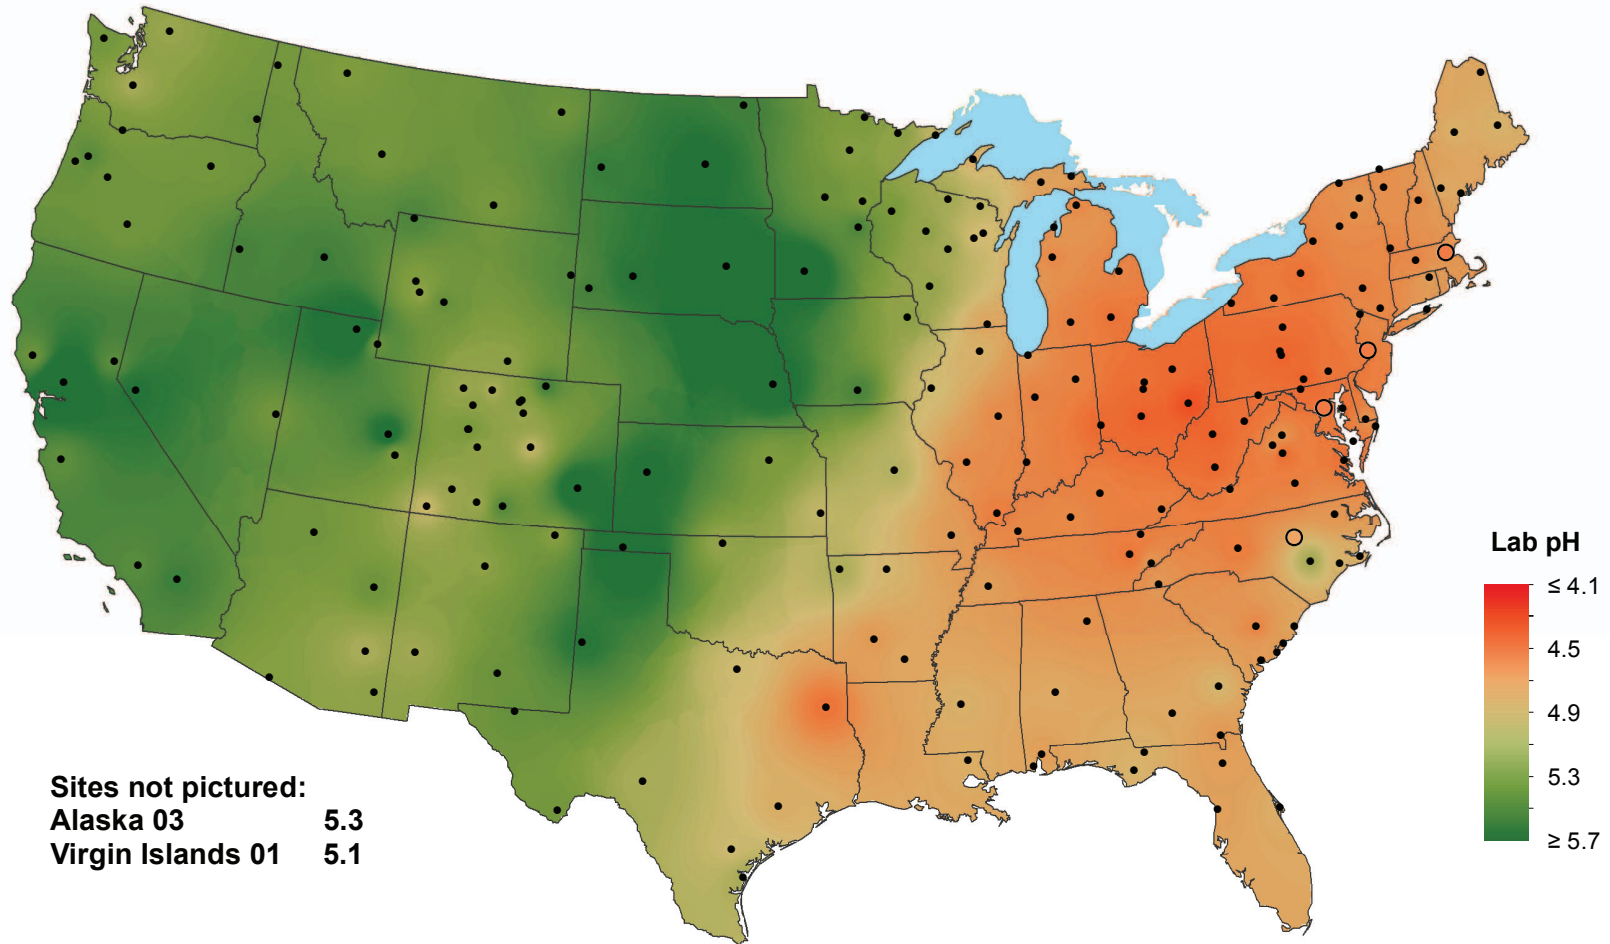 Lab pH
≤ 4.1
4.5
4.9
5.3
≥ 5.7
Sites not pictured:
Alaska 03 5.3
Virgin Islands 01 5.1